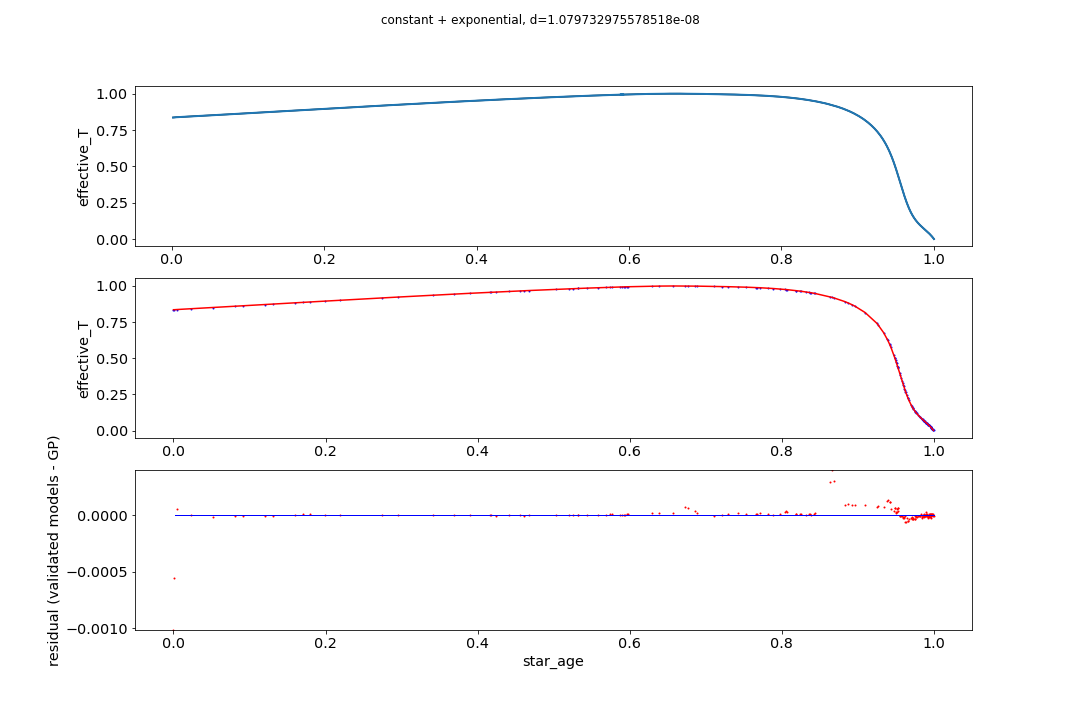 constant + exponential, d=1.079732975578518e-08
effective_T
1.00
0.75
0.50
0.25
0.00
0.0 0.2 0.4 0.6 0.8 1.0
effective_T
1.00
0.75
0.50
0.25
0.00
0.0 0.2 0.4 0.6 0.8 1.0
residual (validated models - GP)
0.0000
−0.0005
−0.0010
0.0 0.2 0.4 0.6 0.8 1.0
star_age